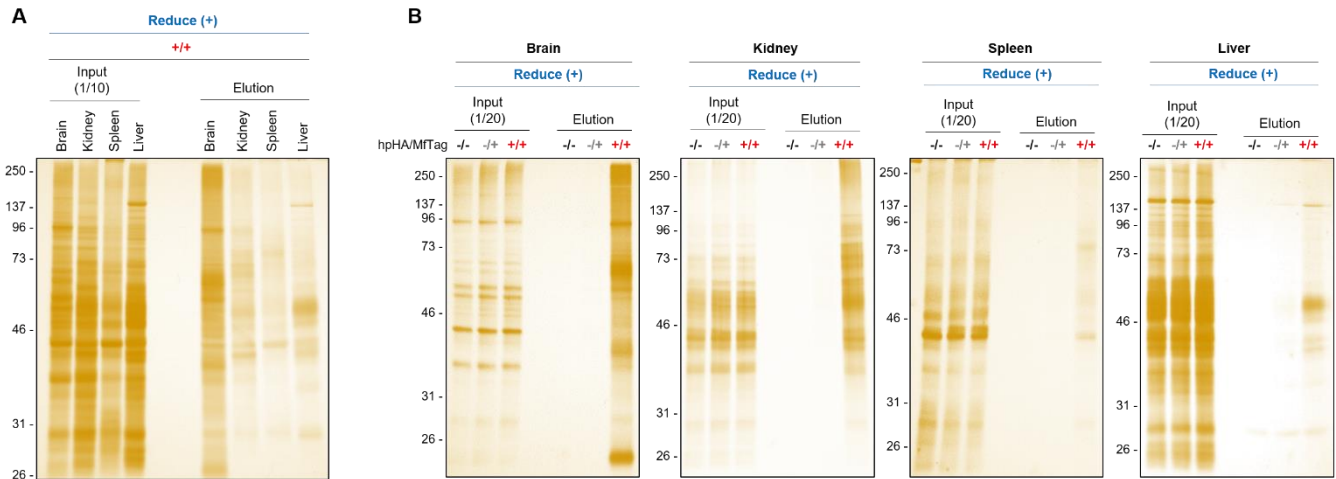 A
Reduce (+)
+/+
Input
(1/10)
Elution
Brain
Kidney
Spleen
Liver
Brain
Kidney
Spleen
Liver
250 -
137 -
96 -
73 -
46 -
31 -
26 -
B
Brain
Reduce (+)
Input
(1/20)
Elution
hpHA/MfTag -/- -/+ +/+ -/- -/+ +/+
250 -
137 -
96 -
73 -
46 -
31 -
26 -
Kidney
Reduce (+)
Input
(1/20)
Elution
-/- -/+ +/+ -/- -/+ +/+
250 -
137 -
96 -
73 -
46 -
31 -
26 -
Spleen
Reduce (+)
Input
(1/20)
Elution
-/- -/+ +/+ -/- -/+ +/+
250 -
137 -
96 -
73 -
46 -
31 -
26 -
Liver
Reduce (+)
Input
(1/20)
Elution
-/- -/+ +/+ -/- -/+ +/+
250 -
137 -
96 -
73 -
46 -
31 -
26 -